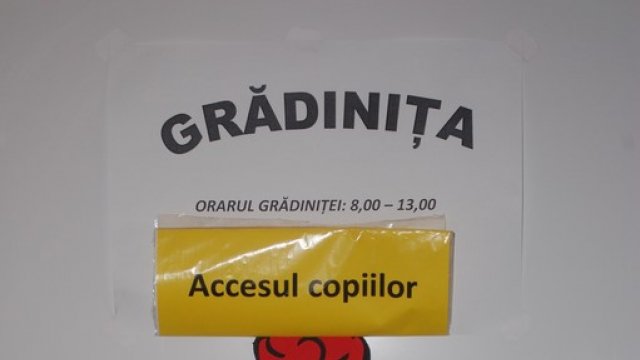 GRĂDINIȚA
ORARUL GRĂDINIȚEI: 8,00 – 13,00
Accesul copiilor